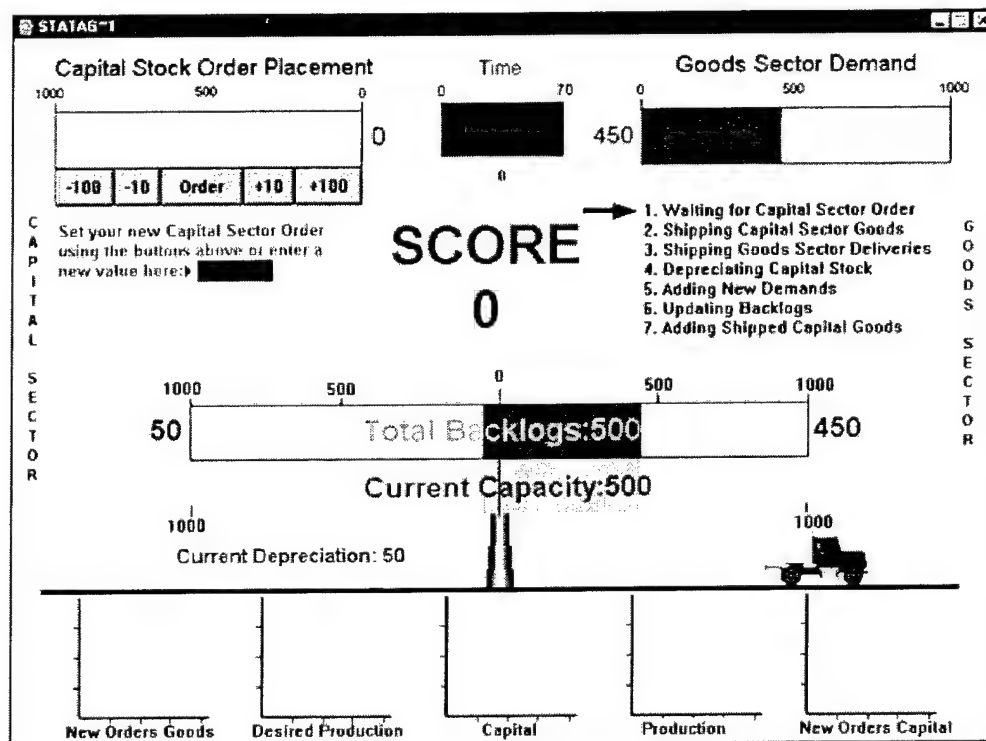 STATAG~1
Capital Stock Order Placement
1000 500 0
0
-100 -10 Order +10 +100
Set your new Capital Sector Order
using the buttons above or enter a
new value here:
Time
0 70
0
Goods Sector Demand
0 500 1000
450
1. Waiting for Capital Sector Order
2. Shipping Capital Sector Goods
3. Shipping Goods Sector Deliveries
4. Depreciating Capital Stock
5. Adding New Demands
6. Updating Backlogs
7. Adding Shipped Capital Goods
CAPITAL SECTOR
GOODS SECTOR
SCORE
0
1000 500 0 500 1000
50 Total Backlogs:500 450
Current Capacity:500
1000 1000
Current Depreciation: 50
New Orders Goods
Desired Production
Capital
Production
New Orders Capital